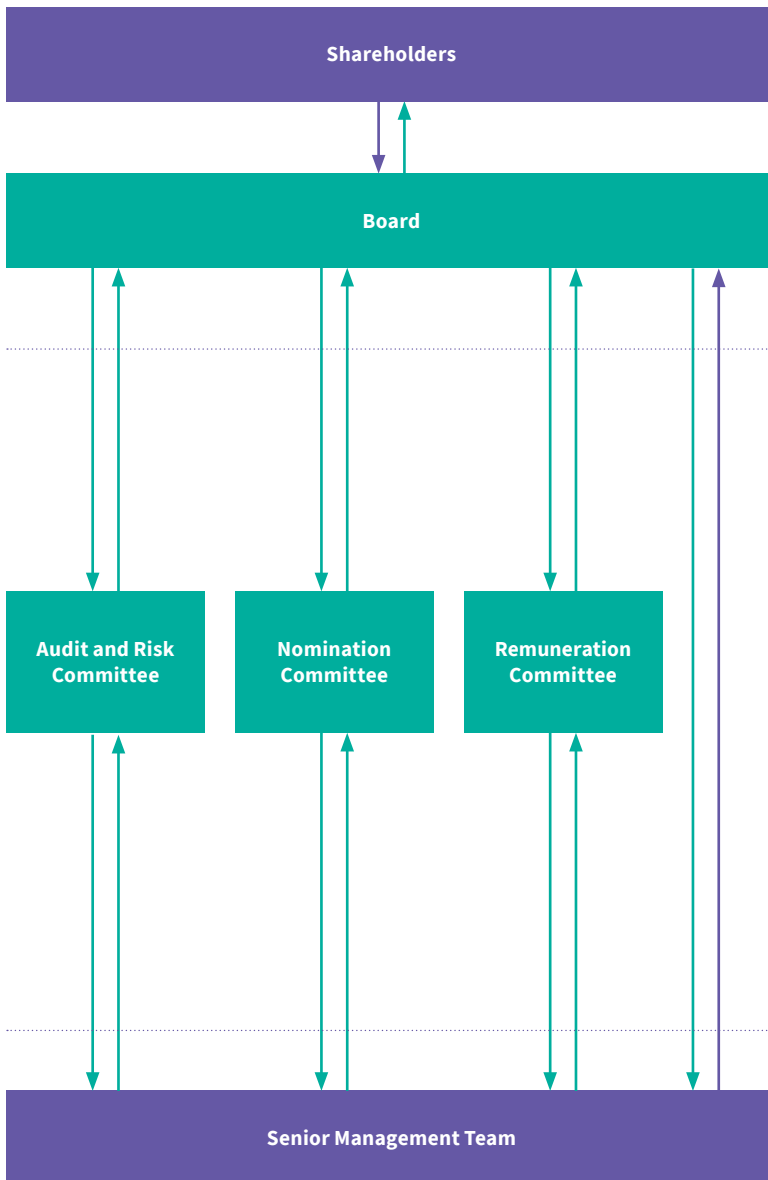 Shareholders
Board
Audit and Risk
Committee
Nomination
Committee
Remuneration
Committee
Senior Management Team